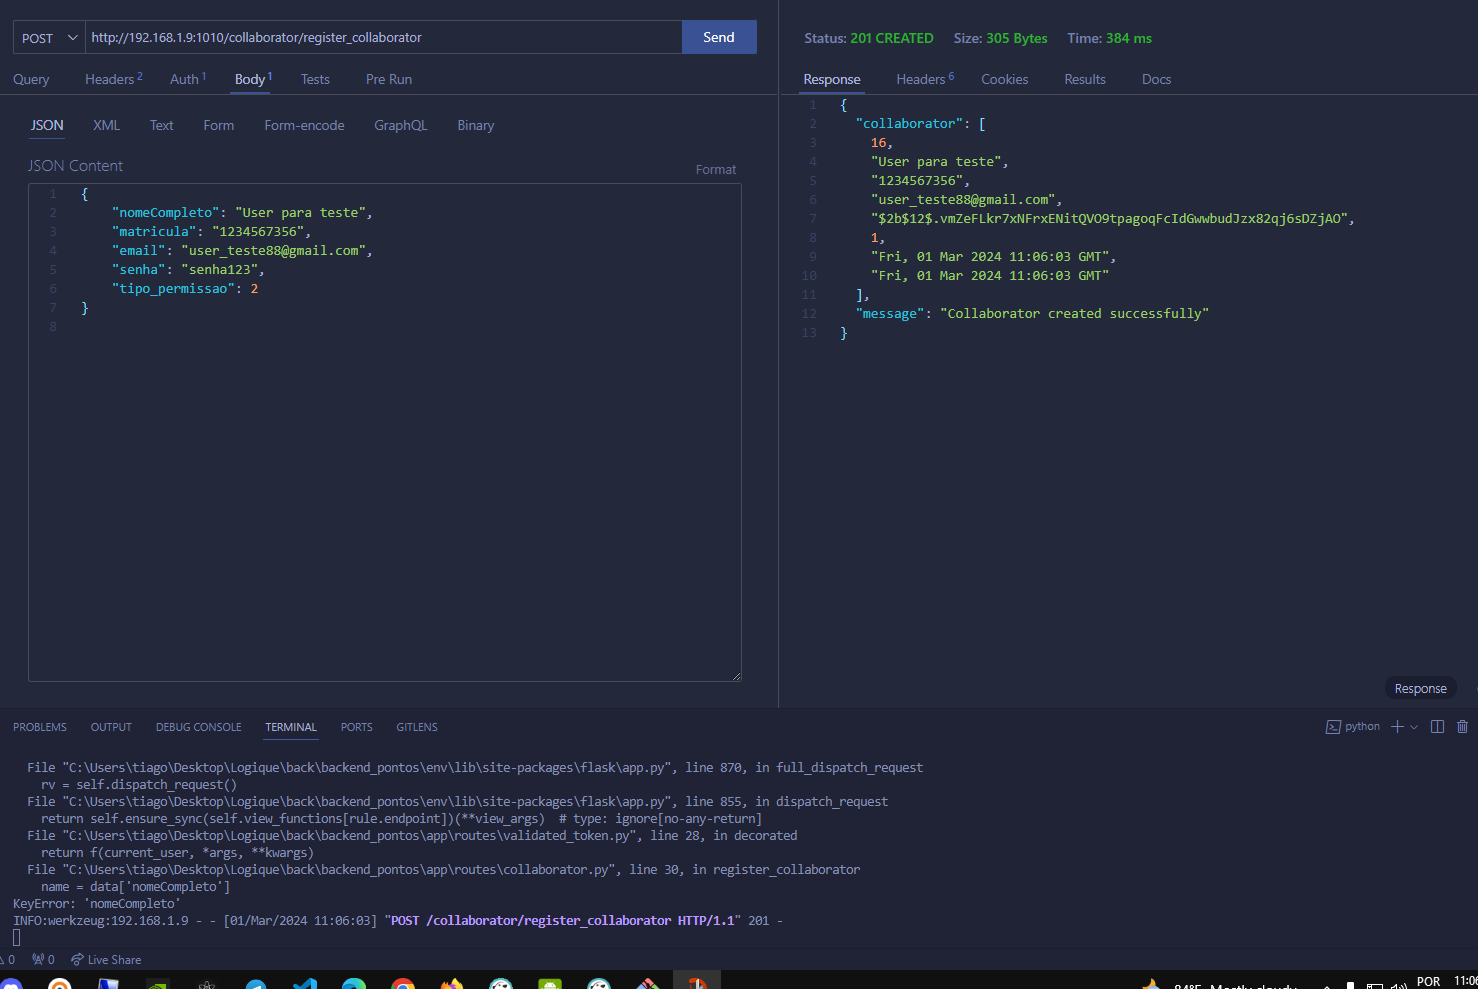 POST
http://192.168.1.9:1010/collaborator/register_collaborator
Send
Query
Headers 2
Auth 1
Body 1
Tests
Pre Run
JSON
XML
Text
Form
Form-encode
GraphQL
Binary
JSON Content
Format
1 {
2 "nomeCompleto": "User para teste",
3 "matricula": "1234567356",
4 "email": "user_teste88@gmail.com",
5 "senha": "senha123",
6 "tipo_permissao": 2
7 }
8
Status: 201 CREATED Size: 305 Bytes Time: 384 ms
Response
Headers 6
Cookies
Results
Docs
1 {
2 "collaborator": [
3 16,
4 "User para teste",
5 "1234567356",
6 "user_teste88@gmail.com",
7 "$2b$12$.vmZeFLkr7xNFrxENitQVO9tpagoqFcIdGwwbudJzx82qj6sDZjAO",
8 1,
9 "Fri, 01 Mar 2024 11:06:03 GMT",
10 "Fri, 01 Mar 2024 11:06:03 GMT"
11 ],
12 "message": "Collaborator created successfully"
13 }
Response
PROBLEMS
OUTPUT
DEBUG CONSOLE
TERMINAL
PORTS
GITLENS
python
File "C:\Users\tiago\Desktop\Logique\back\backend_pontos\env\lib\site-packages\flask\app.py", line 870, in full_dispatch_request
rv = self.dispatch_request()
File "C:\Users\tiago\Desktop\Logique\back\backend_pontos\env\lib\site-packages\flask\app.py", line 855, in dispatch_request
return self.ensure_sync(self.view_functions[rule.endpoint])(**view_args)  # type: ignore[no-any-return]
File "C:\Users\tiago\Desktop\Logique\back\backend_pontos\app\routes\validated_token.py", line 28, in decorated
return f(current_user, *args, **kwargs)
File "C:\Users\tiago\Desktop\Logique\back\backend_pontos\app\routes\collaborator.py", line 30, in register_collaborator
name = data['nomeCompleto']
KeyError: 'nomeCompleto'
INFO:werkzeug:192.168.1.9 - - [01/Mar/2024 11:06:03] "POST /collaborator/register_collaborator HTTP/1.1" 201 -
0
0
Live Share
84°F Mostly cloudy
POR
11:06